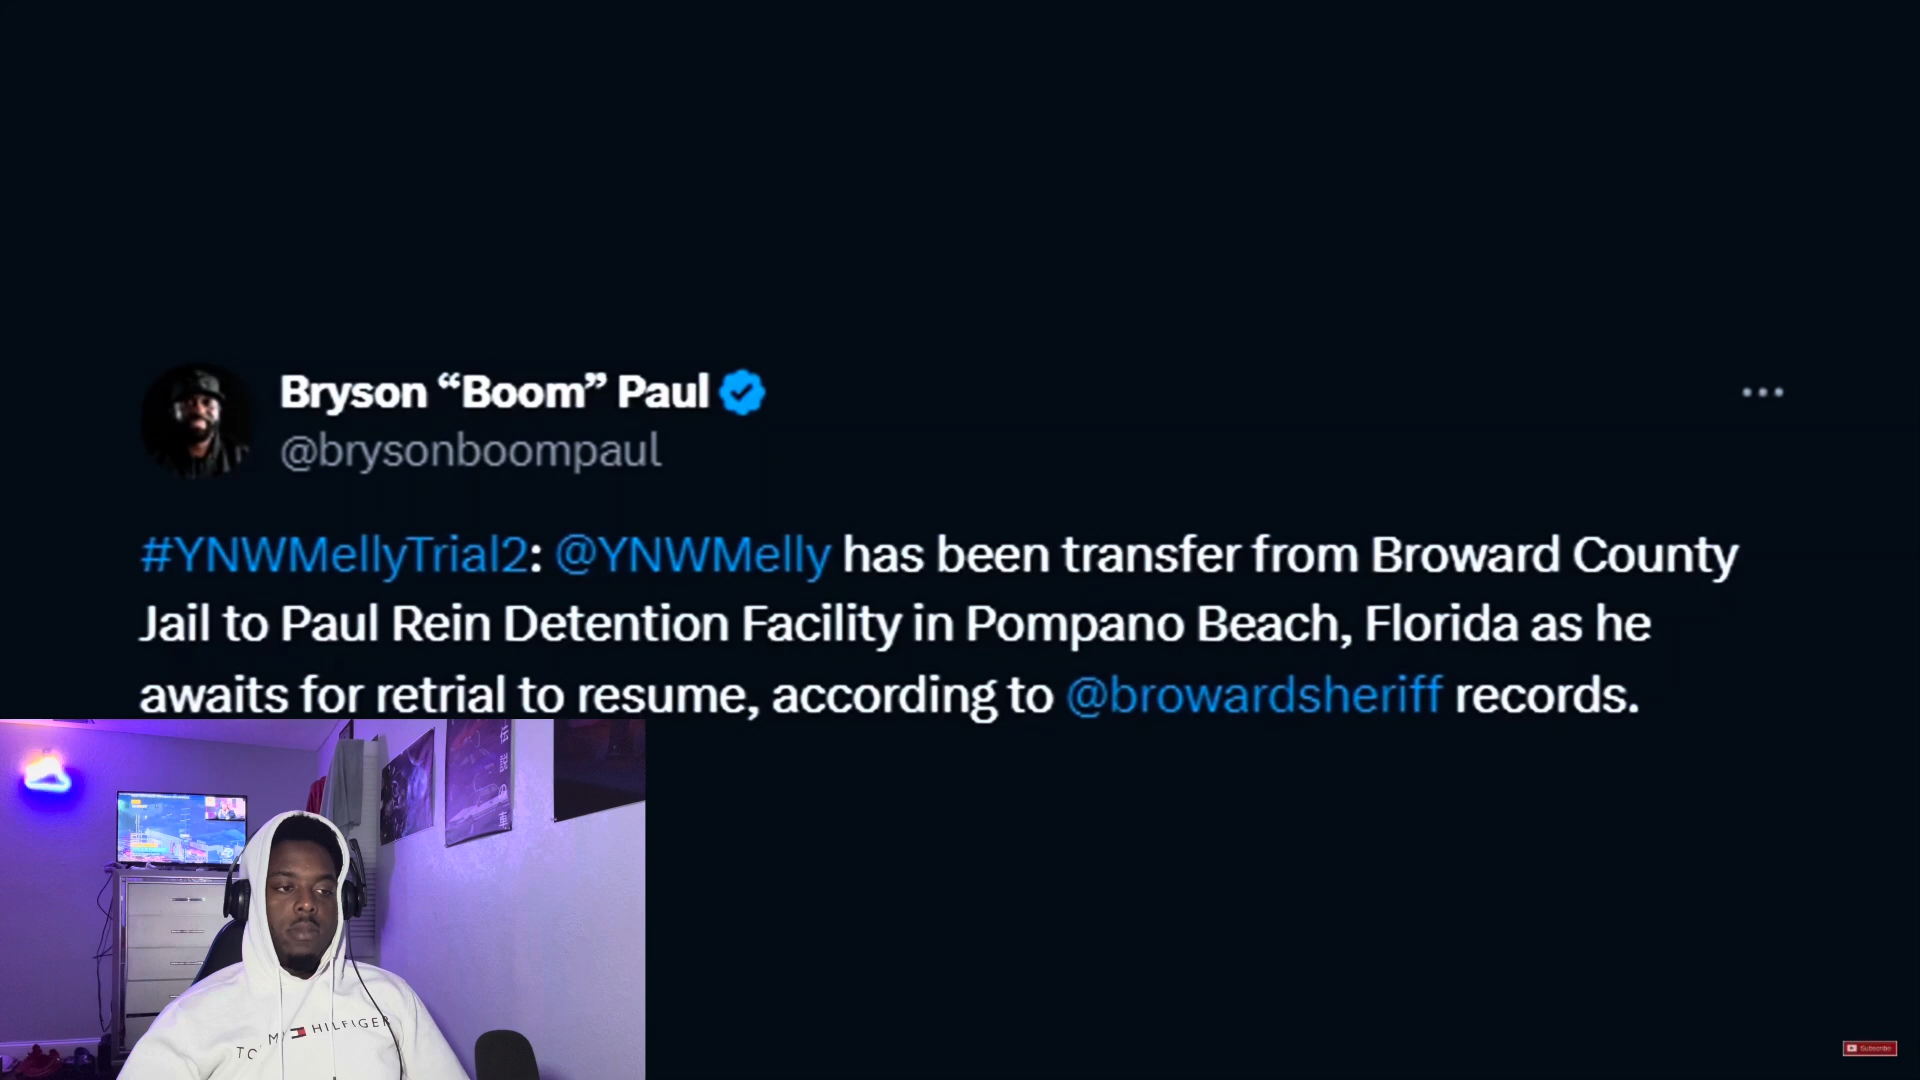 Bryson “Boom” Paul
@brysonboompaul
#YNWMellyTrial2: @YNWMelly has been transfer from Broward County
Jail to Paul Rein Detention Facility in Pompano Beach, Florida as he
awaits for retrial to resume, according to @browardsheriff records.
HILFIGER
Subscribe